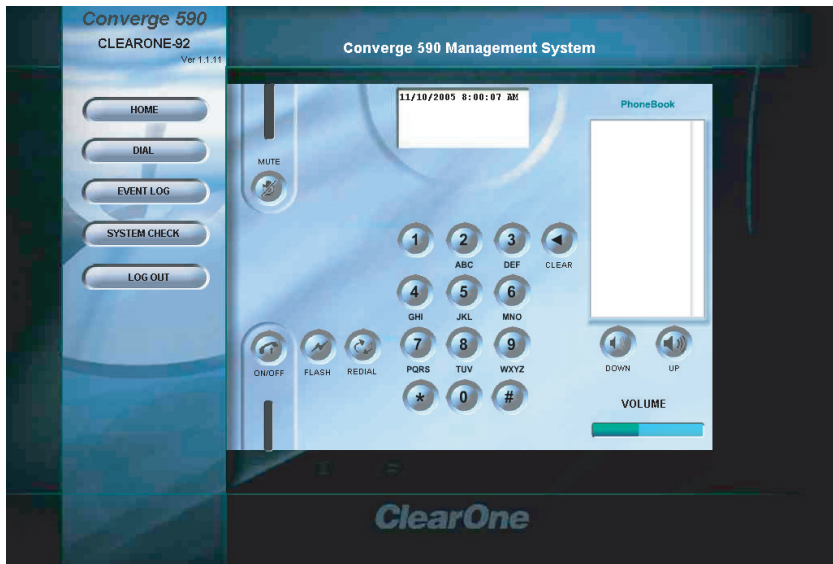 Converge 590
CLEARONE-92
Ver 1.1.11
Converge 590 Management System
HOME
DIAL
EVENT LOG
SYSTEM CHECK
LOG OUT
11/10/2005 8:00:07 AM
PhoneBook
MUTE
1 2 3
ABC DEF CLEAR
4 5 6
GHI JKL MNO
7 8 9
PQRS TUV WXYZ
* 0 #
ON/OFF FLASH REDIAL
DOWN UP
VOLUME
ClearOne